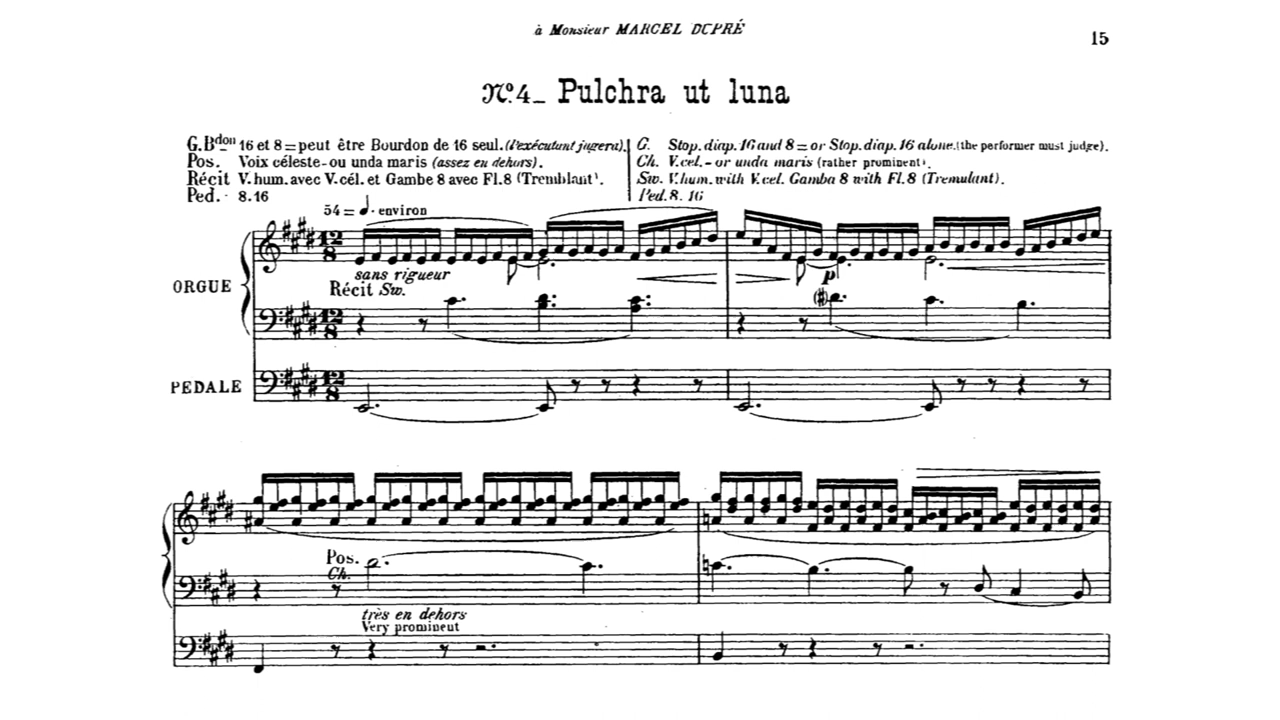 à Monsieur MARCEL DUPRÉ
15
Nº.4_ Pulchra ut luna
G. Bdon 16 et 8 = peut être Bourdon de 16 seul. (l'exécutant jugera).
Pos. Voix céleste-ou unda maris (assez en dehors).
Récit V. hum. avec V. cél. et Gambe 8 avec Fl. 8 (Tremblant).
Ped. 8.16
G. Stop. diap. 16 and 8 = or Stop. diap. 16 alone. (the performer must judge).
Ch. V. cel. - or unda maris (rather prominent).
Sw. V. hum. with V. cel. Gamba 8 with Fl. 8 (Tremulant).
Ped. 8. 16
54 = ♩. environ
sans rigueur
Récit Sw.
ORGUE
p
PEDALE
Pos.
Ch.
très en dehors
Very prominent